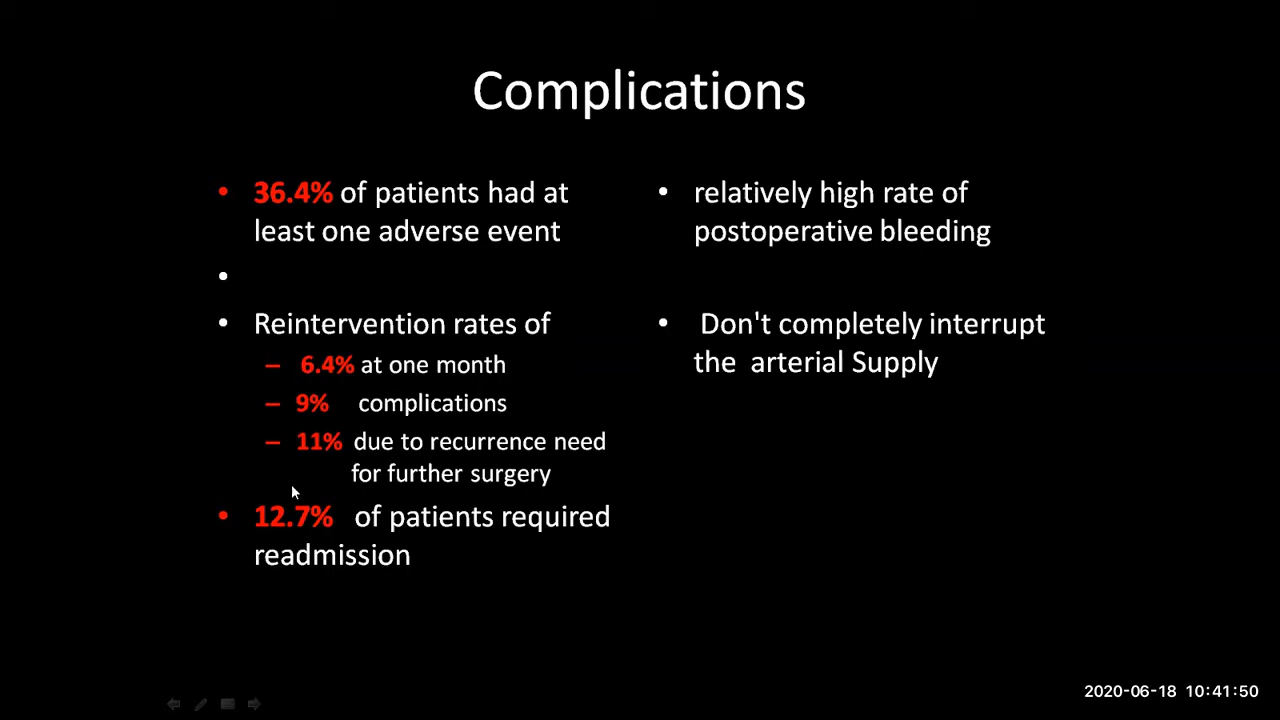 Complications
• 36.4% of patients had at
least one adverse event
•
• Reintervention rates of
– 6.4% at one month
– 9% complications
– 11% due to recurrence need
for further surgery
• 12.7% of patients required
readmission
• relatively high rate of
postoperative bleeding
• Don't completely interrupt
the arterial Supply
2020-06-18 10:41:50